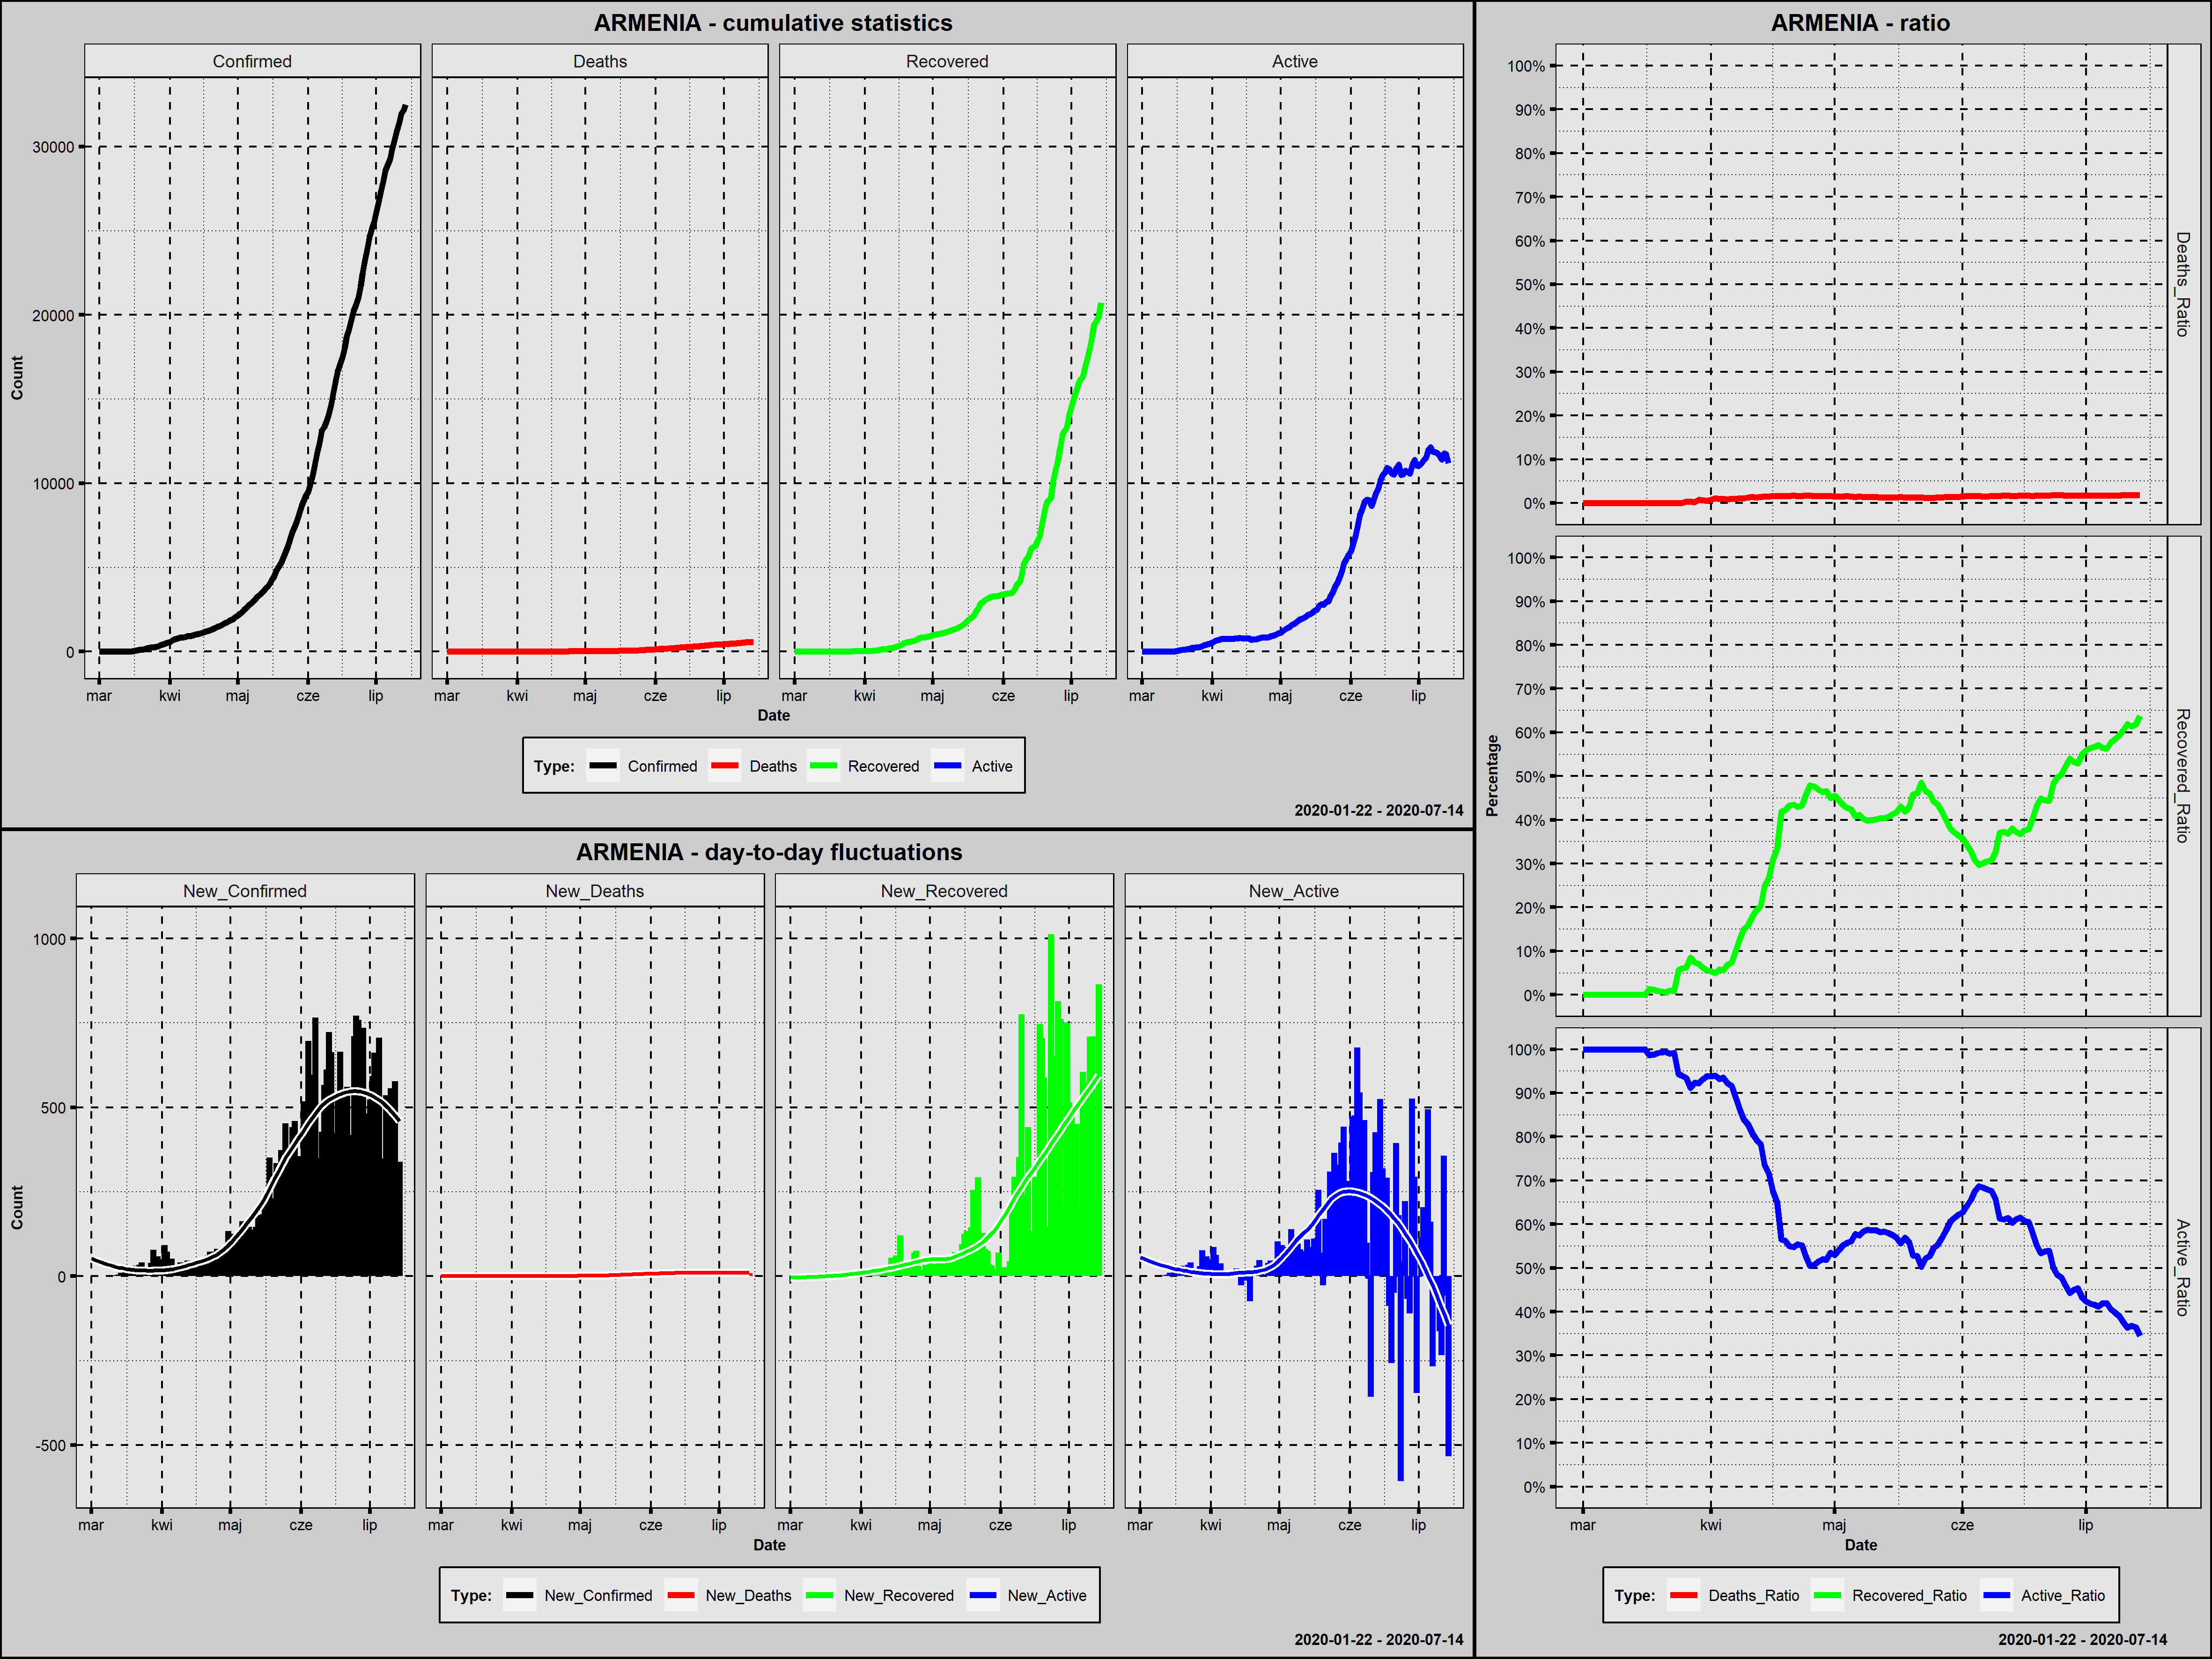 ARMENIA - cumulative statistics
Confirmed Deaths Recovered Active
Count
30000
20000
10000
0
mar kwi maj cze lip mar kwi maj cze lip mar kwi maj cze lip mar kwi maj cze lip
Date
Type: Confirmed Deaths Recovered Active
2020-01-22 - 2020-07-14
ARMENIA - day-to-day fluctuations
New_Confirmed New_Deaths New_Recovered New_Active
Count
1000
500
0
-500
mar kwi maj cze lip mar kwi maj cze lip mar kwi maj cze lip mar kwi maj cze lip
Date
Type: New_Confirmed New_Deaths New_Recovered New_Active
2020-01-22 - 2020-07-14
ARMENIA - ratio
Percentage
100%
90%
80%
70%
60%
50%
40%
30%
20%
10%
0%
Deaths_Ratio
100%
90%
80%
70%
60%
50%
40%
30%
20%
10%
0%
Recovered_Ratio
100%
90%
80%
70%
60%
50%
40%
30%
20%
10%
0%
Active_Ratio
mar kwi maj cze lip
Date
Type: Deaths_Ratio Recovered_Ratio Active_Ratio
2020-01-22 - 2020-07-14